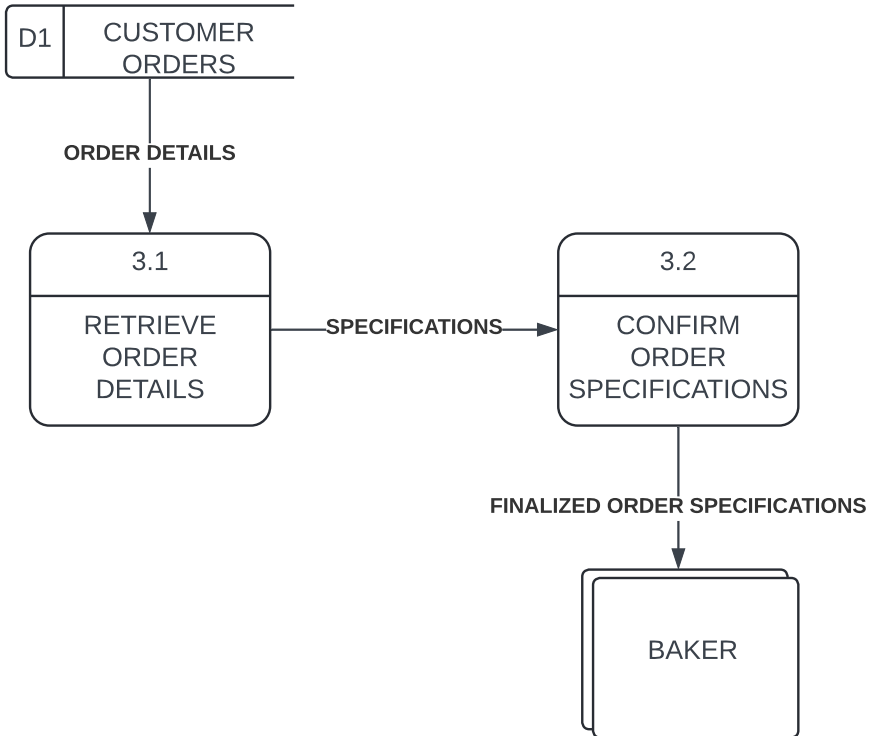 D1
CUSTOMER
ORDERS
ORDER DETAILS
3.1
RETRIEVE
ORDER
DETAILS
SPECIFICATIONS
3.2
CONFIRM
ORDER
SPECIFICATIONS
FINALIZED ORDER SPECIFICATIONS
BAKER